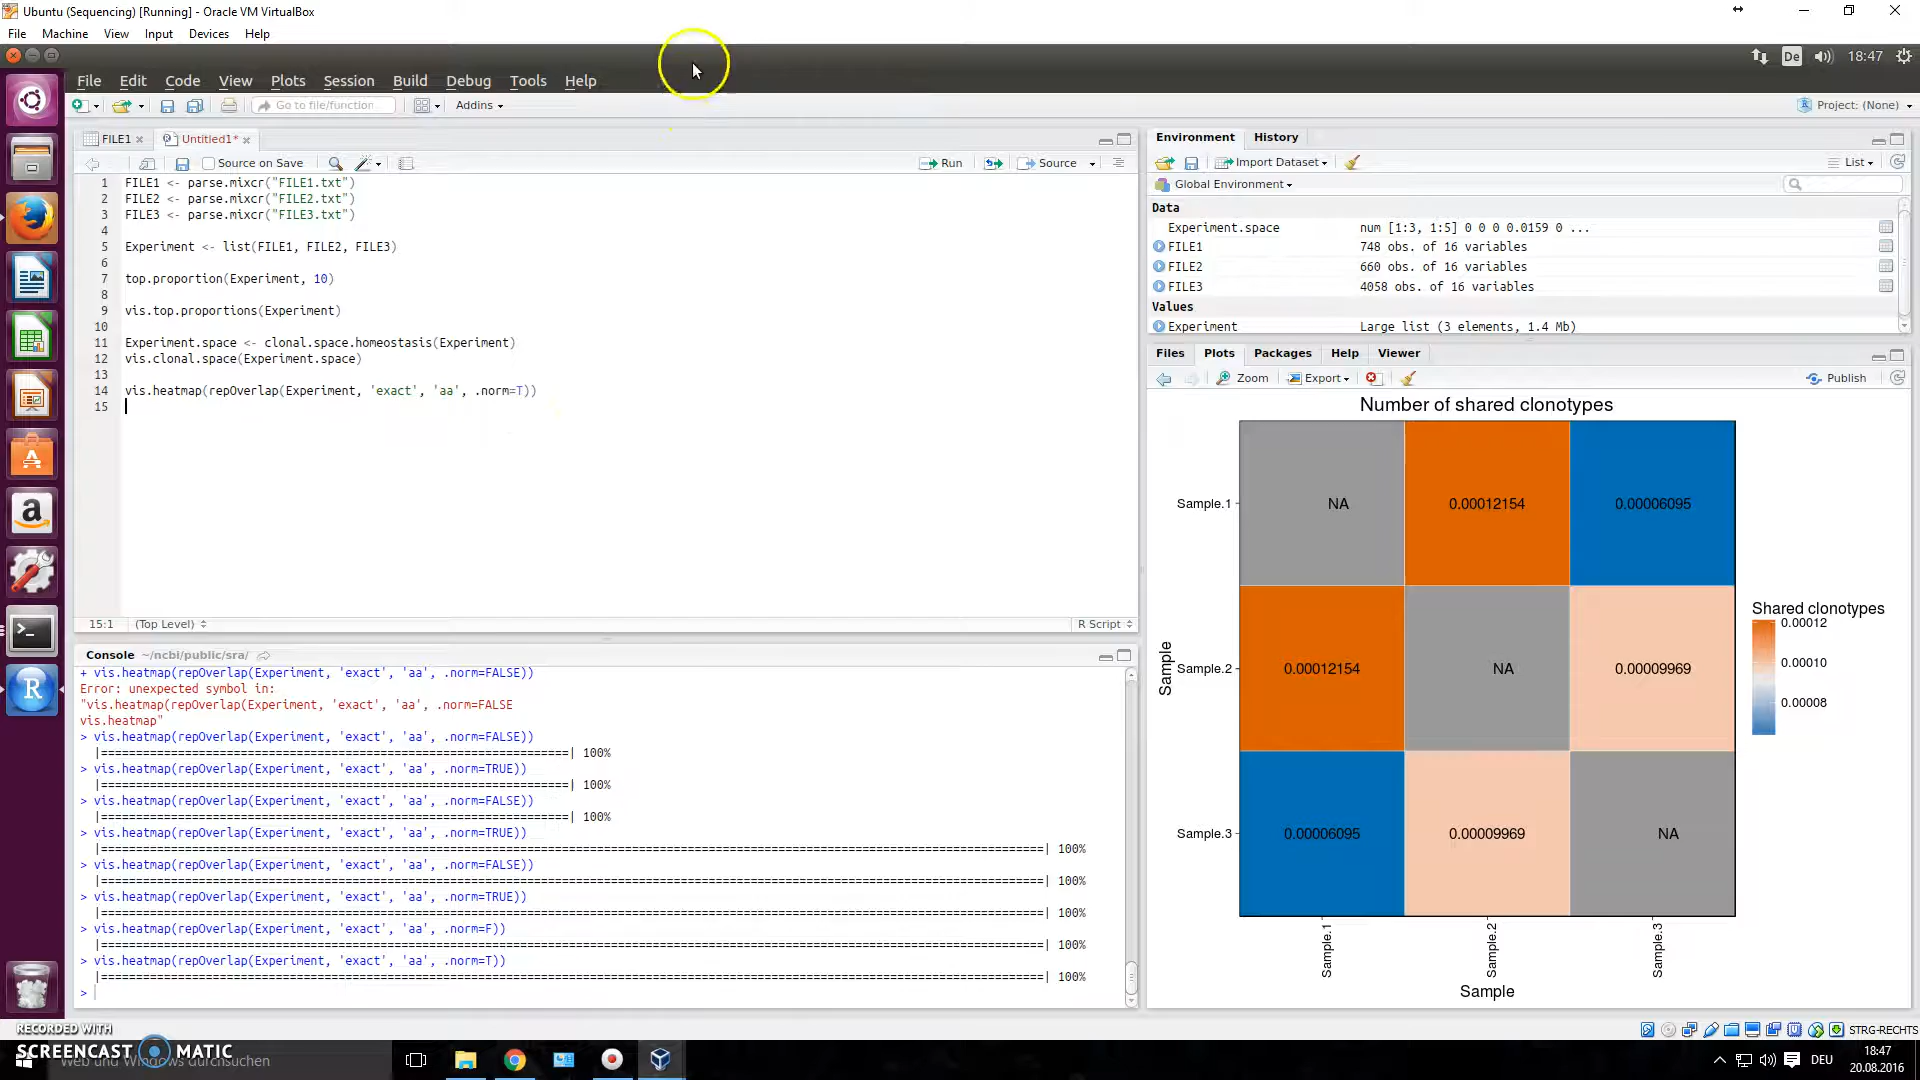 Ubuntu (Sequencing) [Running] - Oracle VM VirtualBox
File Machine View Input Devices Help
De 18:47
File Edit Code View Plots Session Build Debug Tools Help
Go to file/function Addins Project: (None)
FILE1 Untitled1*
Source on Save Run Source
1 FILE1 <- parse.mixcr("FILE1.txt")
2 FILE2 <- parse.mixcr("FILE2.txt")
3 FILE3 <- parse.mixcr("FILE3.txt")
4
5 Experiment <- list(FILE1, FILE2, FILE3)
6
7 top.proportion(Experiment, 10)
8
9 vis.top.proportions(Experiment)
10
11 Experiment.space <- clonal.space.homeostasis(Experiment)
12 vis.clonal.space(Experiment.space)
13
14 vis.heatmap(repOverlap(Experiment, 'exact', 'aa', .norm=T))
15
15:1 (Top Level) R Script
Console ~/ncbi/public/sra/
+ vis.heatmap(repOverlap(Experiment, 'exact', 'aa', .norm=FALSE))
Error: unexpected symbol in:
"vis.heatmap(repOverlap(Experiment, 'exact', 'aa', .norm=FALSE
vis.heatmap"
> vis.heatmap(repOverlap(Experiment, 'exact', 'aa', .norm=FALSE))
|===================================================================| 100%
> vis.heatmap(repOverlap(Experiment, 'exact', 'aa', .norm=TRUE))
|===================================================================| 100%
> vis.heatmap(repOverlap(Experiment, 'exact', 'aa', .norm=FALSE))
|===================================================================| 100%
> vis.heatmap(repOverlap(Experiment, 'exact', 'aa', .norm=TRUE))
|=======================================================================================================================================| 100%
> vis.heatmap(repOverlap(Experiment, 'exact', 'aa', .norm=FALSE))
|=======================================================================================================================================| 100%
> vis.heatmap(repOverlap(Experiment, 'exact', 'aa', .norm=TRUE))
|=======================================================================================================================================| 100%
> vis.heatmap(repOverlap(Experiment, 'exact', 'aa', .norm=F))
|=======================================================================================================================================| 100%
> vis.heatmap(repOverlap(Experiment, 'exact', 'aa', .norm=T))
|=======================================================================================================================================| 100%
>
Environment History
Import Dataset List
Global Environment
Data
Experiment.space num [1:3, 1:5] 0 0 0 0.0159 0 ...
FILE1 748 obs. of 16 variables
FILE2 660 obs. of 16 variables
FILE3 4058 obs. of 16 variables
Values
Experiment Large list (3 elements, 1.4 Mb)
Files Plots Packages Help Viewer
Zoom Export Publish
Number of shared clonotypes
Sample.1 NA 0.00012154 0.00006095
Sample.2 0.00012154 NA 0.00009969
Sample.3 0.00006095 0.00009969 NA
Sample
Sample.1 Sample.2 Sample.3
Sample
Shared clonotypes
0.00012
0.00010
0.00008
STRG-RECHTS
RECORDED WITH
SCREENCAST MATIC
Web und Windows durchsuchen
DEU 18:47
20.08.2016